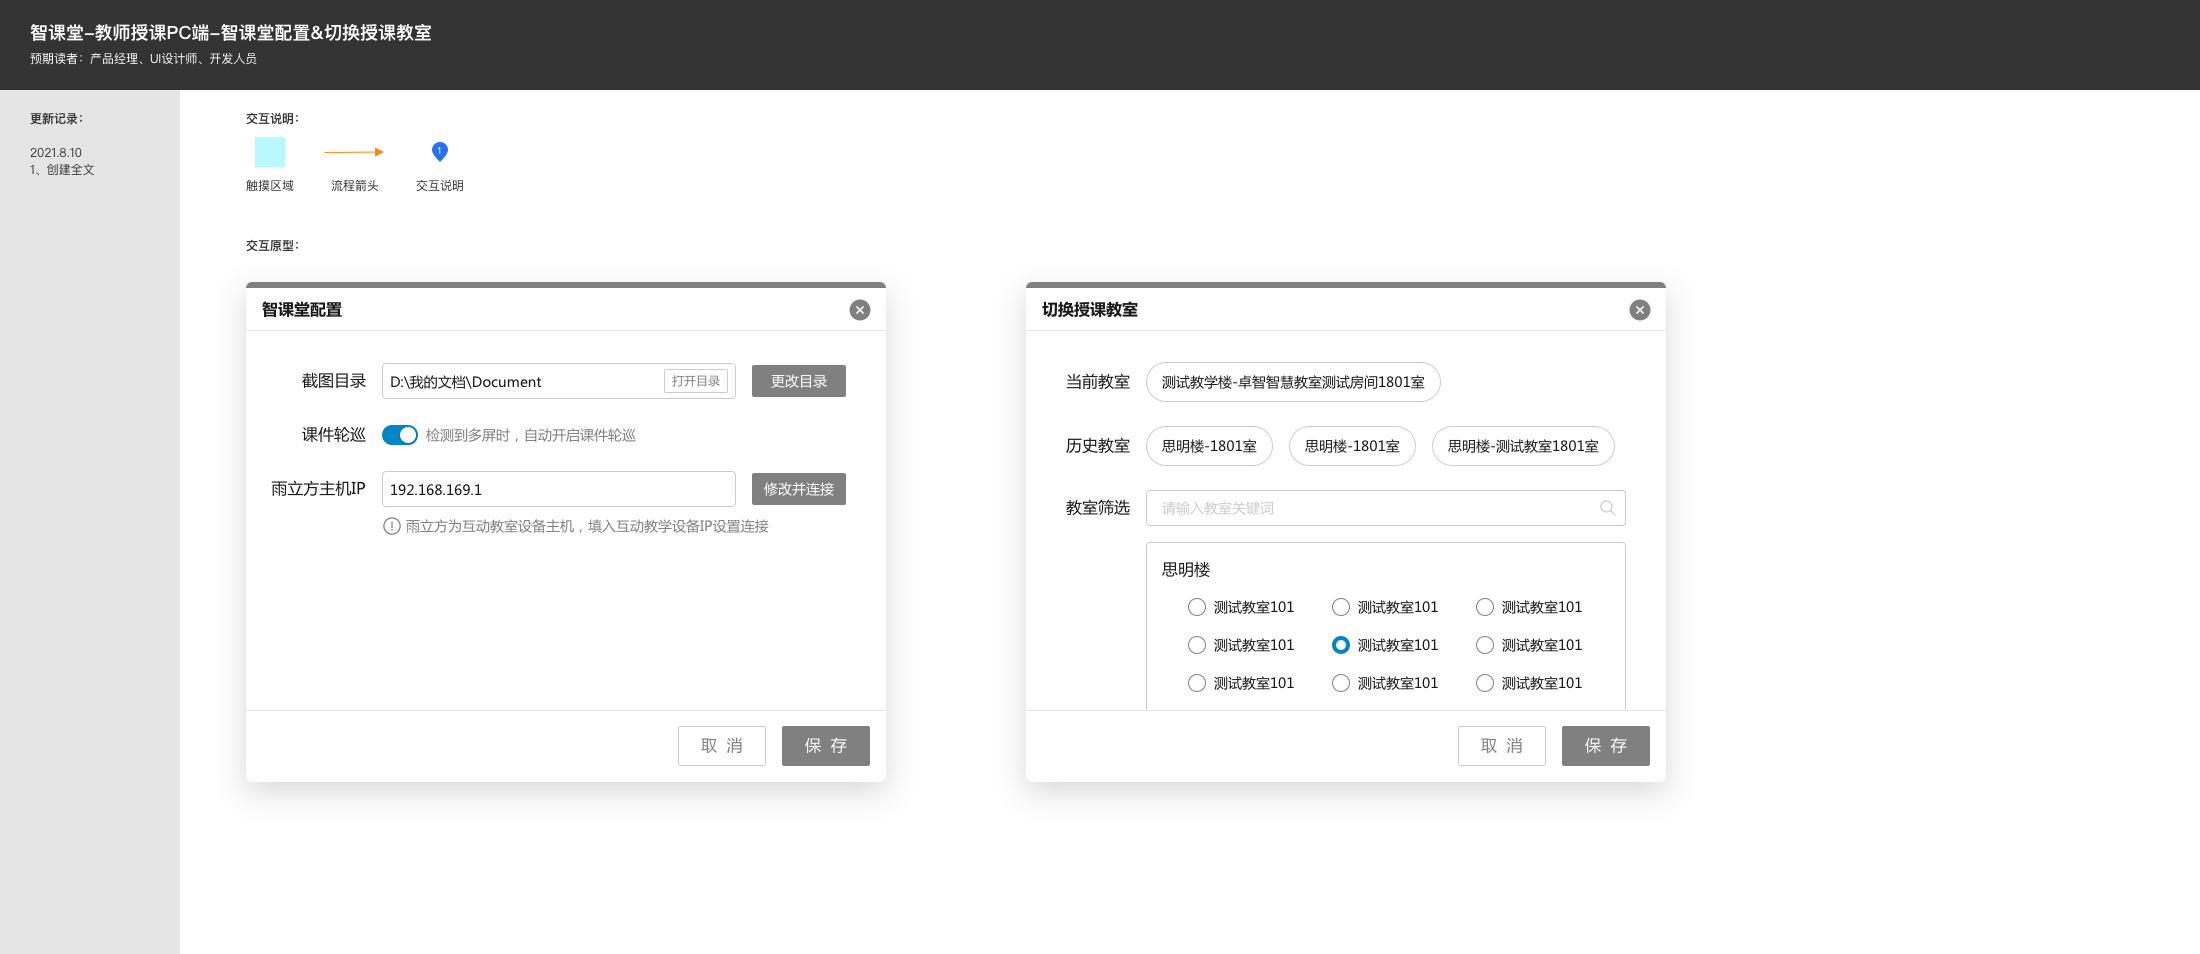 智课堂-教师授课PC端-智课堂配置&切换授课教室
预期读者：产品经理、UI设计师、开发人员
更新记录：
2021.8.10
1、创建全文
交互说明：
1
触摸区域 流程箭头 交互说明
交互原型：
智课堂配置
截图目录 D:\我的文档\Document 打开目录 更改目录
课件轮巡 检测到多屏时，自动开启课件轮巡
雨立方主机IP 192.168.169.1 修改并连接
雨立方为互动教室设备主机，填入互动教学设备IP设置连接
取 消 保 存
切换授课教室
当前教室 测试教学楼-卓智智慧教室测试房间1801室
历史教室 思明楼-1801室 思明楼-1801室 思明楼-测试教室1801室
教室筛选 请输入教室关键词
思明楼
测试教室101 测试教室101 测试教室101
测试教室101 测试教室101 测试教室101
测试教室101 测试教室101 测试教室101
取 消 保 存